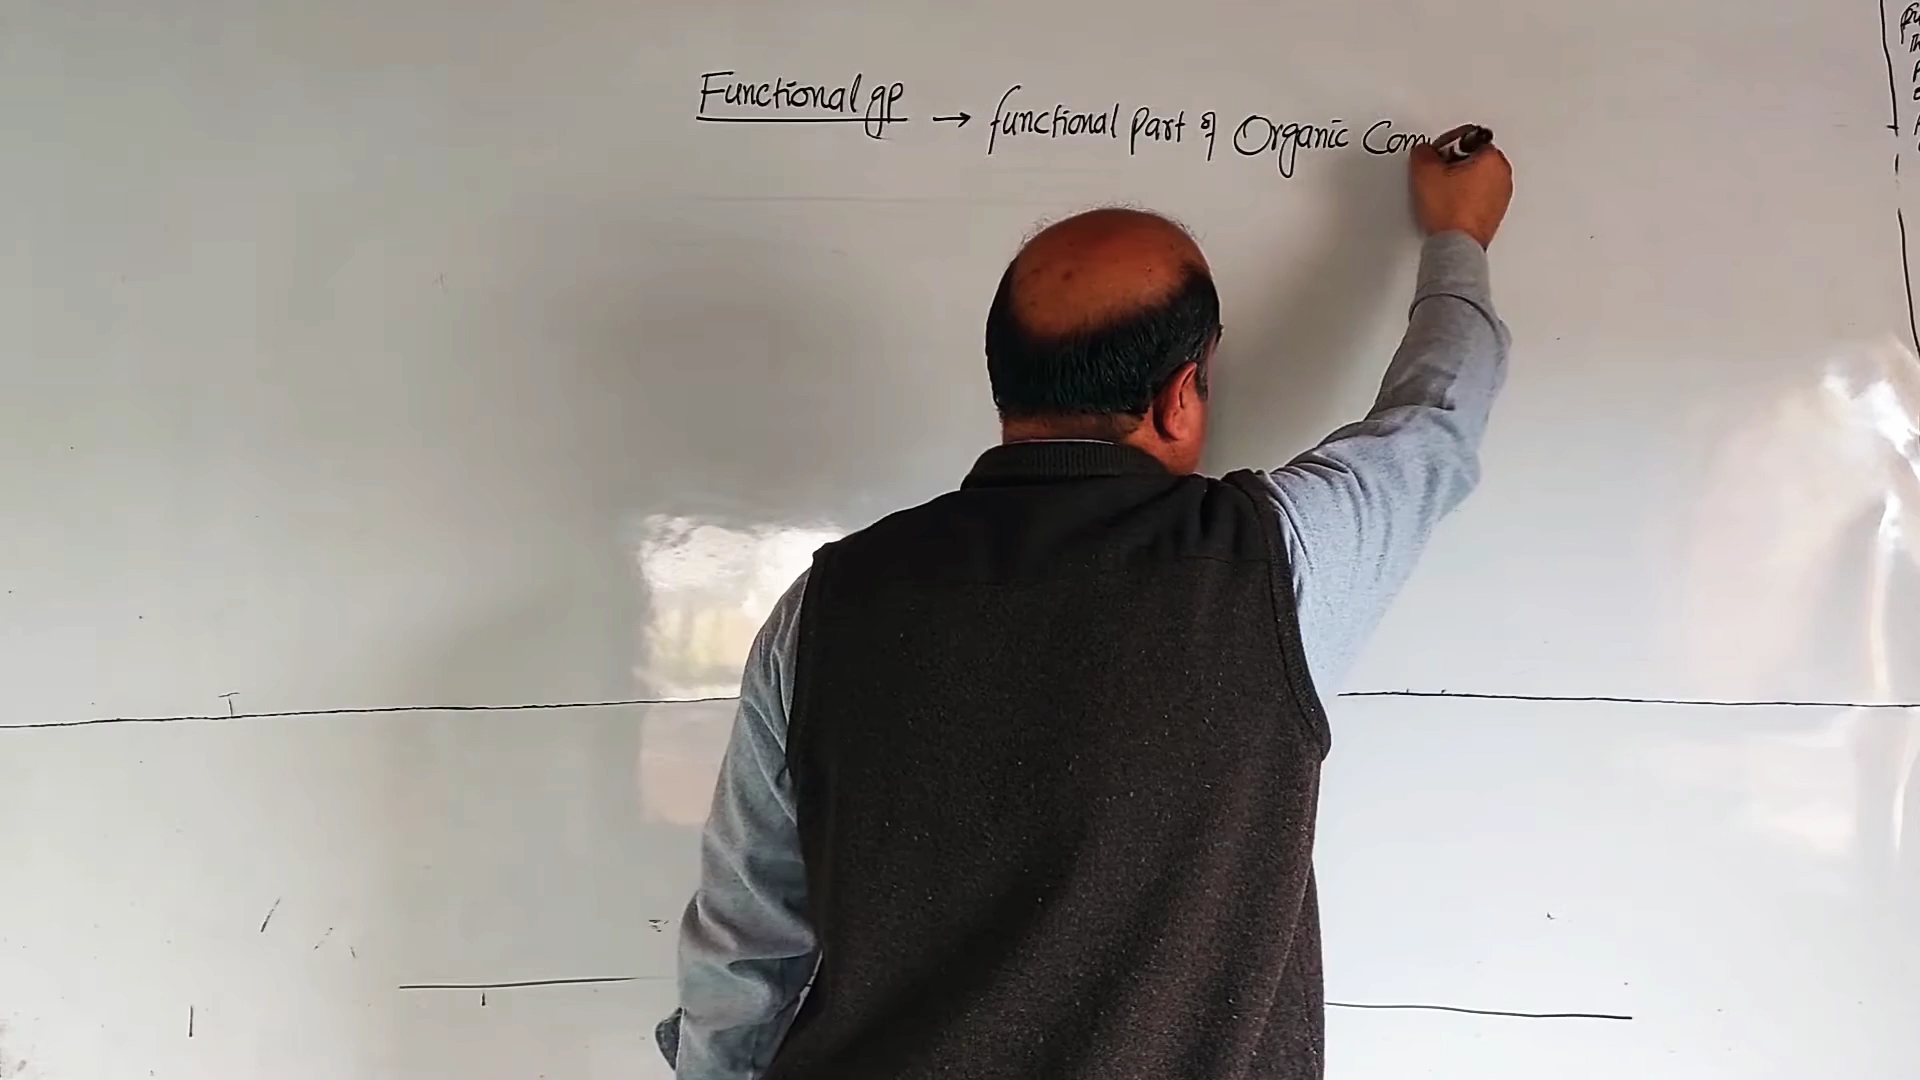 Functional gp → functional part of Organic Com